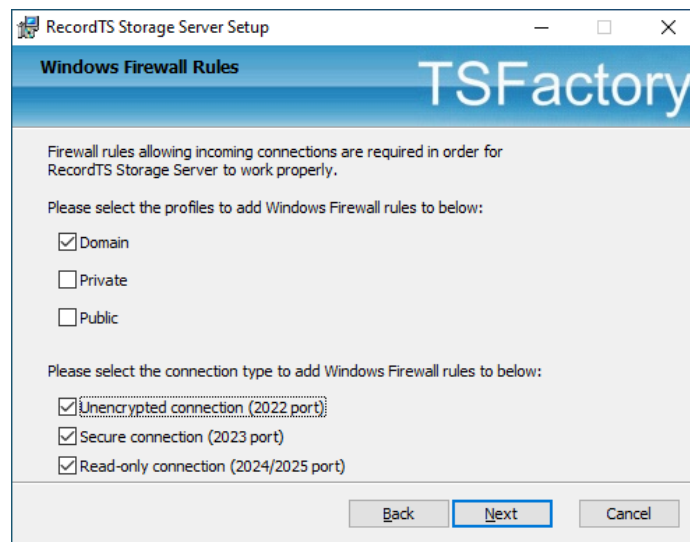 RecordTS Storage Server Setup
Windows Firewall Rules
TSFactory
Firewall rules allowing incoming connections are required in order for
RecordTS Storage Server to work properly.
Please select the profiles to add Windows Firewall rules to below:
Domain
Private
Public
Please select the connection type to add Windows Firewall rules to below:
Unencrypted connection (2022 port)
Secure connection (2023 port)
Read-only connection (2024/2025 port)
Back Next Cancel